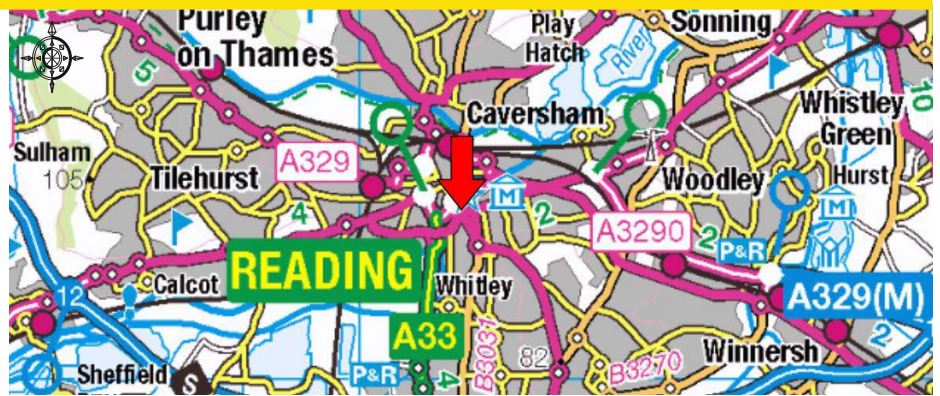 Purley
on Thames
Play
Hatch
Sonning
River
5
Caversham
Whistley
Green
10
Sulham
105
Tilehurst
A329
M
Woodley
Hurst
M
4
2
A3290
2
P&R
READING
Calcot
Whitley
12
A329(M)
A33
B3031
82
B3270
Winnersh
2
Sheffield
S
P&R
4